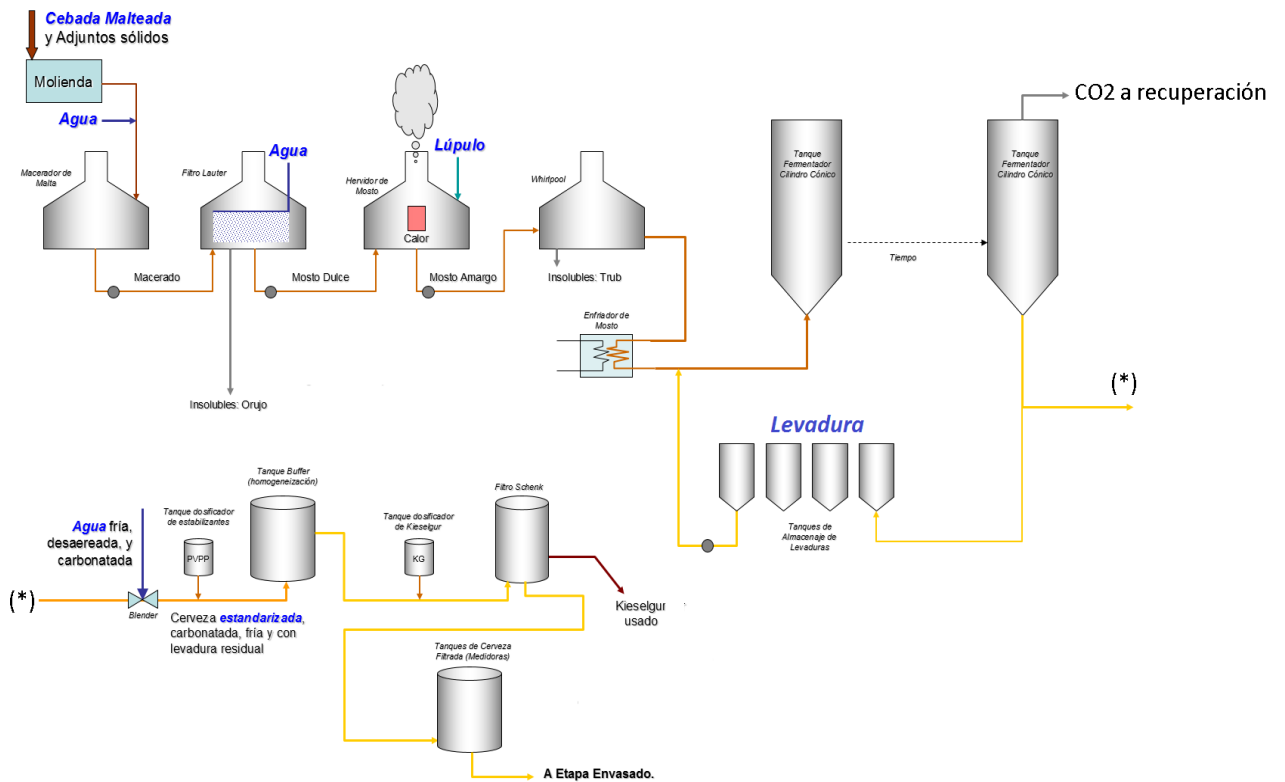 Cebada Malteada
y Adjuntos sólidos
Molienda
Agua
Macerador de
Malta
Filtro Lauter
Agua
Hervidor de
Mosto
Lúpulo
Calor
Whirlpool
Macerado
Mosto Dulce
Mosto Amargo
Insolubles: Trub
Insolubles: Orujo
Enfriador de
Mosto
Tanque
Fermentador
Cilindro Cónico
Tiempo
Tanque
Fermentador
Cilindro Cónico
CO2 a recuperación
(*)
Levadura
Tanques de
Almacenaje de
Levaduras
(*)
Agua fría,
desaereada, y
carbonatada
Blender
Tanque dosificador
de estabilizantes
PVPP
Cerveza estandarizada,
carbonatada, fría y con
levadura residual
Tanque Buffer
(homogeneización)
Tanque dosificador
de Kieselgur
KG
Filtro Schenk
Kieselgur
usado
Tanques de Cerveza
Filtrada (Medidoras)
A Etapa Envasado.